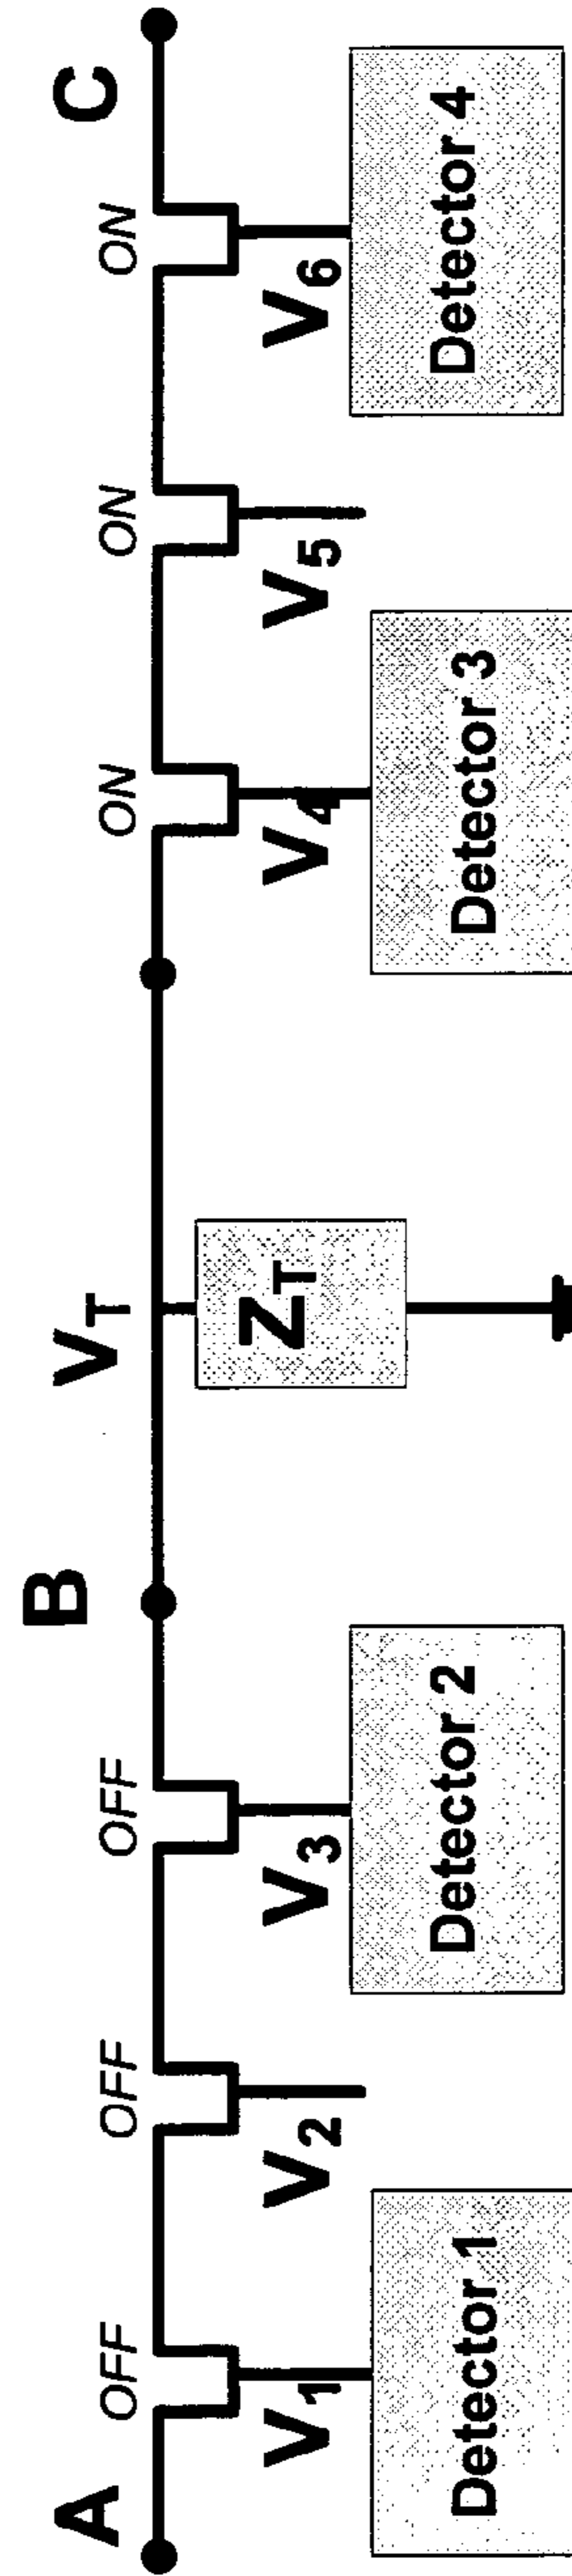 A
B
V_T
C
OFF
OFF
OFF
ON
ON
ON
V_1
V_2
V_3
Z_T
V_4
V_5
V_6
Detector 1
Detector 2
Detector 3
Detector 4